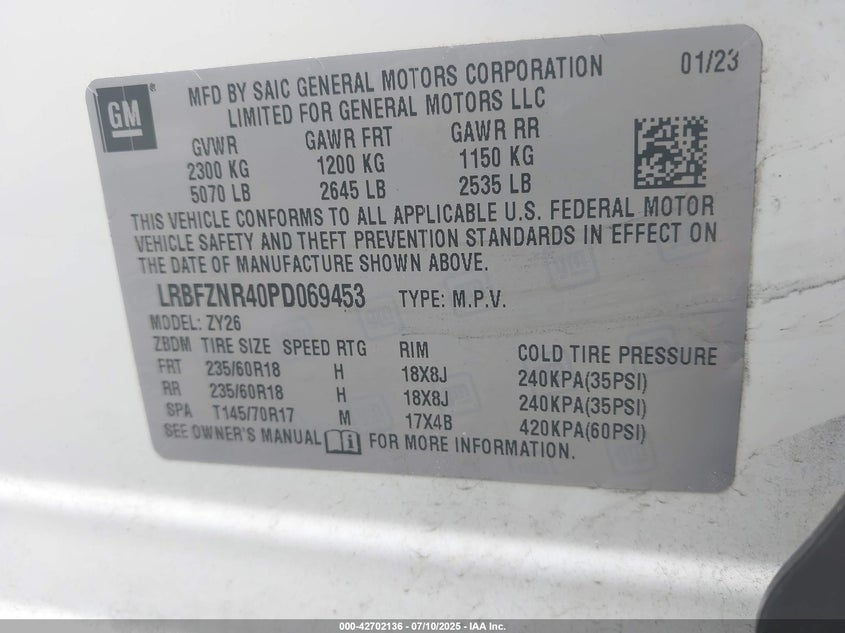 GM ®
MFD BY SAIC GENERAL MOTORS CORPORATION 01/23
LIMITED FOR GENERAL MOTORS LLC
GVWR GAWR FRT GAWR RR
2300 KG 1200 KG 1150 KG
5070 LB 2645 LB 2535 LB
THIS VEHICLE CONFORMS TO ALL APPLICABLE U.S. FEDERAL MOTOR
VEHICLE SAFETY AND THEFT PREVENTION STANDARDS IN EFFECT ON
THE DATE OF MANUFACTURE SHOWN ABOVE.
LRBFZNR40PD069453 TYPE: M.P.V.
MODEL: ZY26
ZBDM TIRE SIZE SPEED RTG RIM COLD TIRE PRESSURE
FRT 235/60R18 H 18X8J 240KPA(35PSI)
RR 235/60R18 H 18X8J 240KPA(35PSI)
SPA T145/70R17 M 17X4B 420KPA(60PSI)
SEE OWNER'S MANUAL FOR MORE INFORMATION.
000-42702136 - 07/10/2025 - IAA Inc.